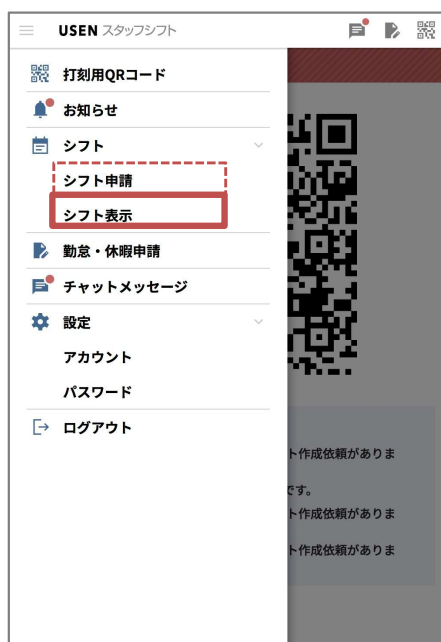 USEN スタッフシフト
打刻用QRコード
お知らせ
シフト
シフト申請
シフト表示
勤怠・休暇申請
チャットメッセージ
設定
アカウント
パスワード
ログアウト
ト作成依頼がありま
です。
ト作成依頼がありま
ト作成依頼がありま